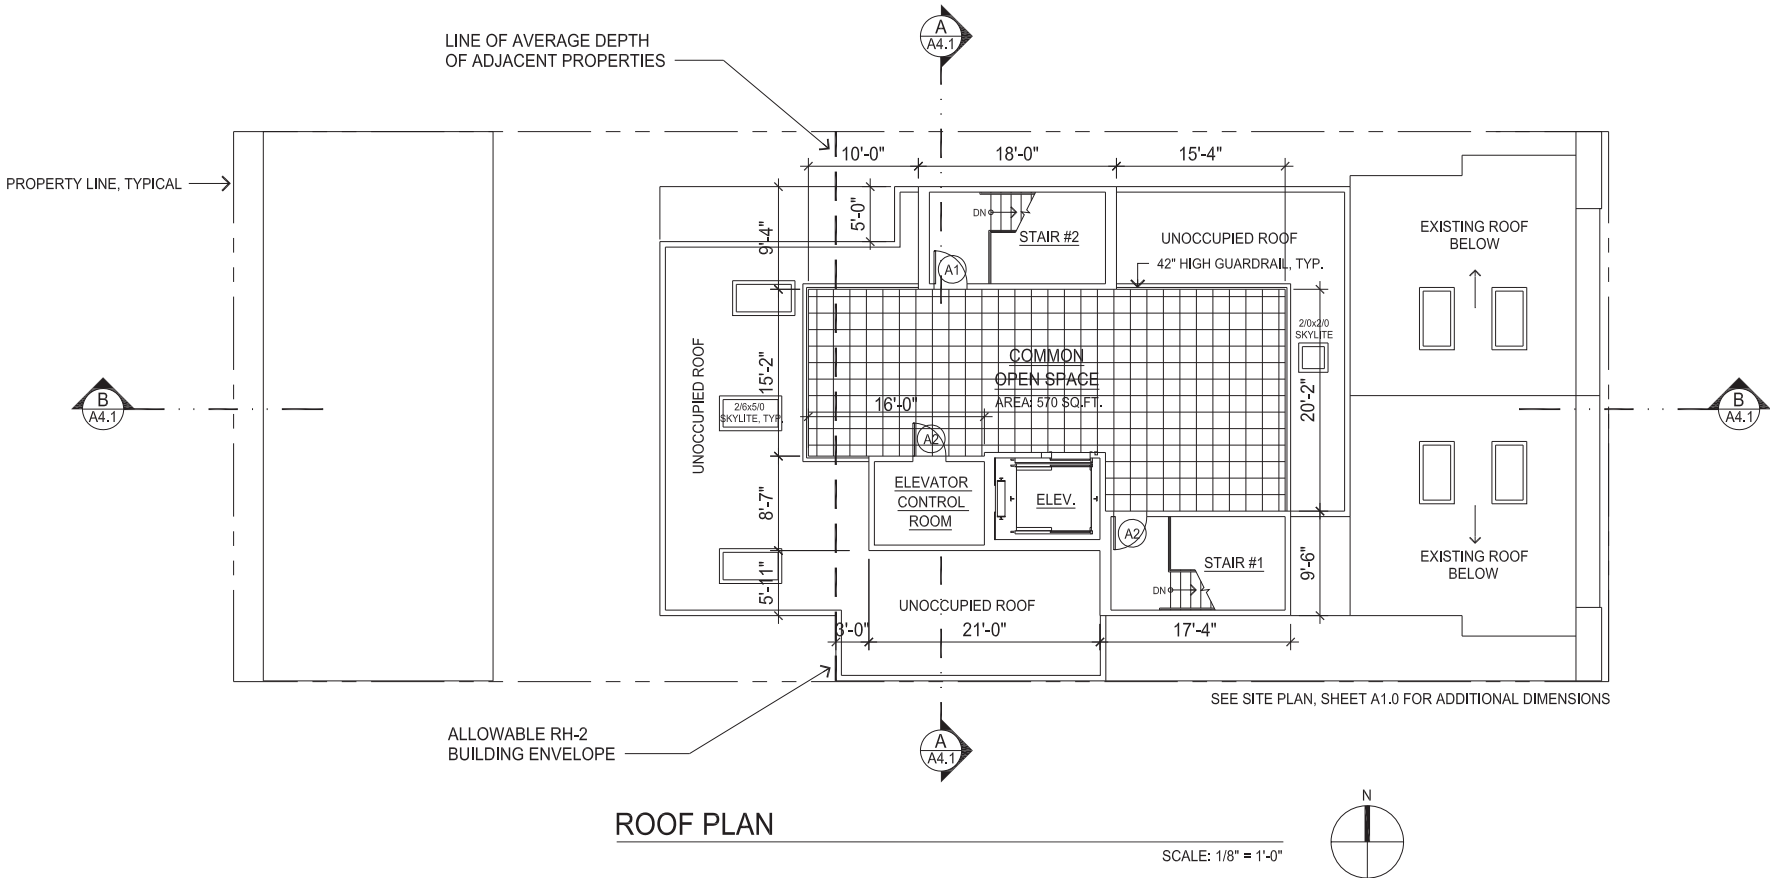 A
A4.1
LINE OF AVERAGE DEPTH
OF ADJACENT PROPERTIES
10'-0"
18'-0"
15'-4"
PROPERTY LINE, TYPICAL
5'-0"
9'-4"
DN
STAIR #2
A1
UNOCCUPIED ROOF
42" HIGH GUARDRAIL, TYP.
EXISTING ROOF
BELOW
2/0x2/0
SKYLITE
UNOCCUPIED ROOF
15'-2"
COMMON
OPEN SPACE
AREA: 570 SQ.FT.
16'-0"
20'-2"
2/6x5/0
SKYLITE, TYP.
B
A4.1
B
A4.1
A2
ELEVATOR
CONTROL
ROOM
ELEV.
8'-7"
A2
STAIR #1
DN
9'-6"
EXISTING ROOF
BELOW
5'-11"
UNOCCUPIED ROOF
3'-0"
21'-0"
17'-4"
SEE SITE PLAN, SHEET A1.0 FOR ADDITIONAL DIMENSIONS
ALLOWABLE RH-2
BUILDING ENVELOPE
A
A4.1
ROOF PLAN
SCALE: 1/8" = 1'-0"
N